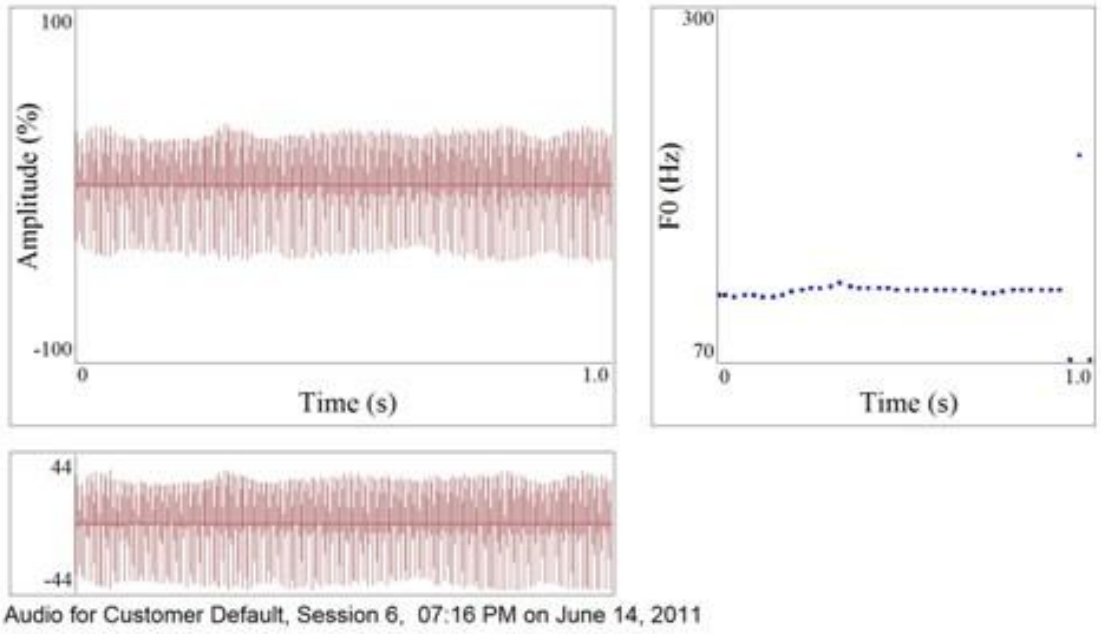 100
Amplitude (%)
-100
0
1.0
Time (s)
300
F0 (Hz)
70
0
1.0
Time (s)
44
-44
Audio for Customer Default, Session 6, 07:16 PM on June 14, 2011